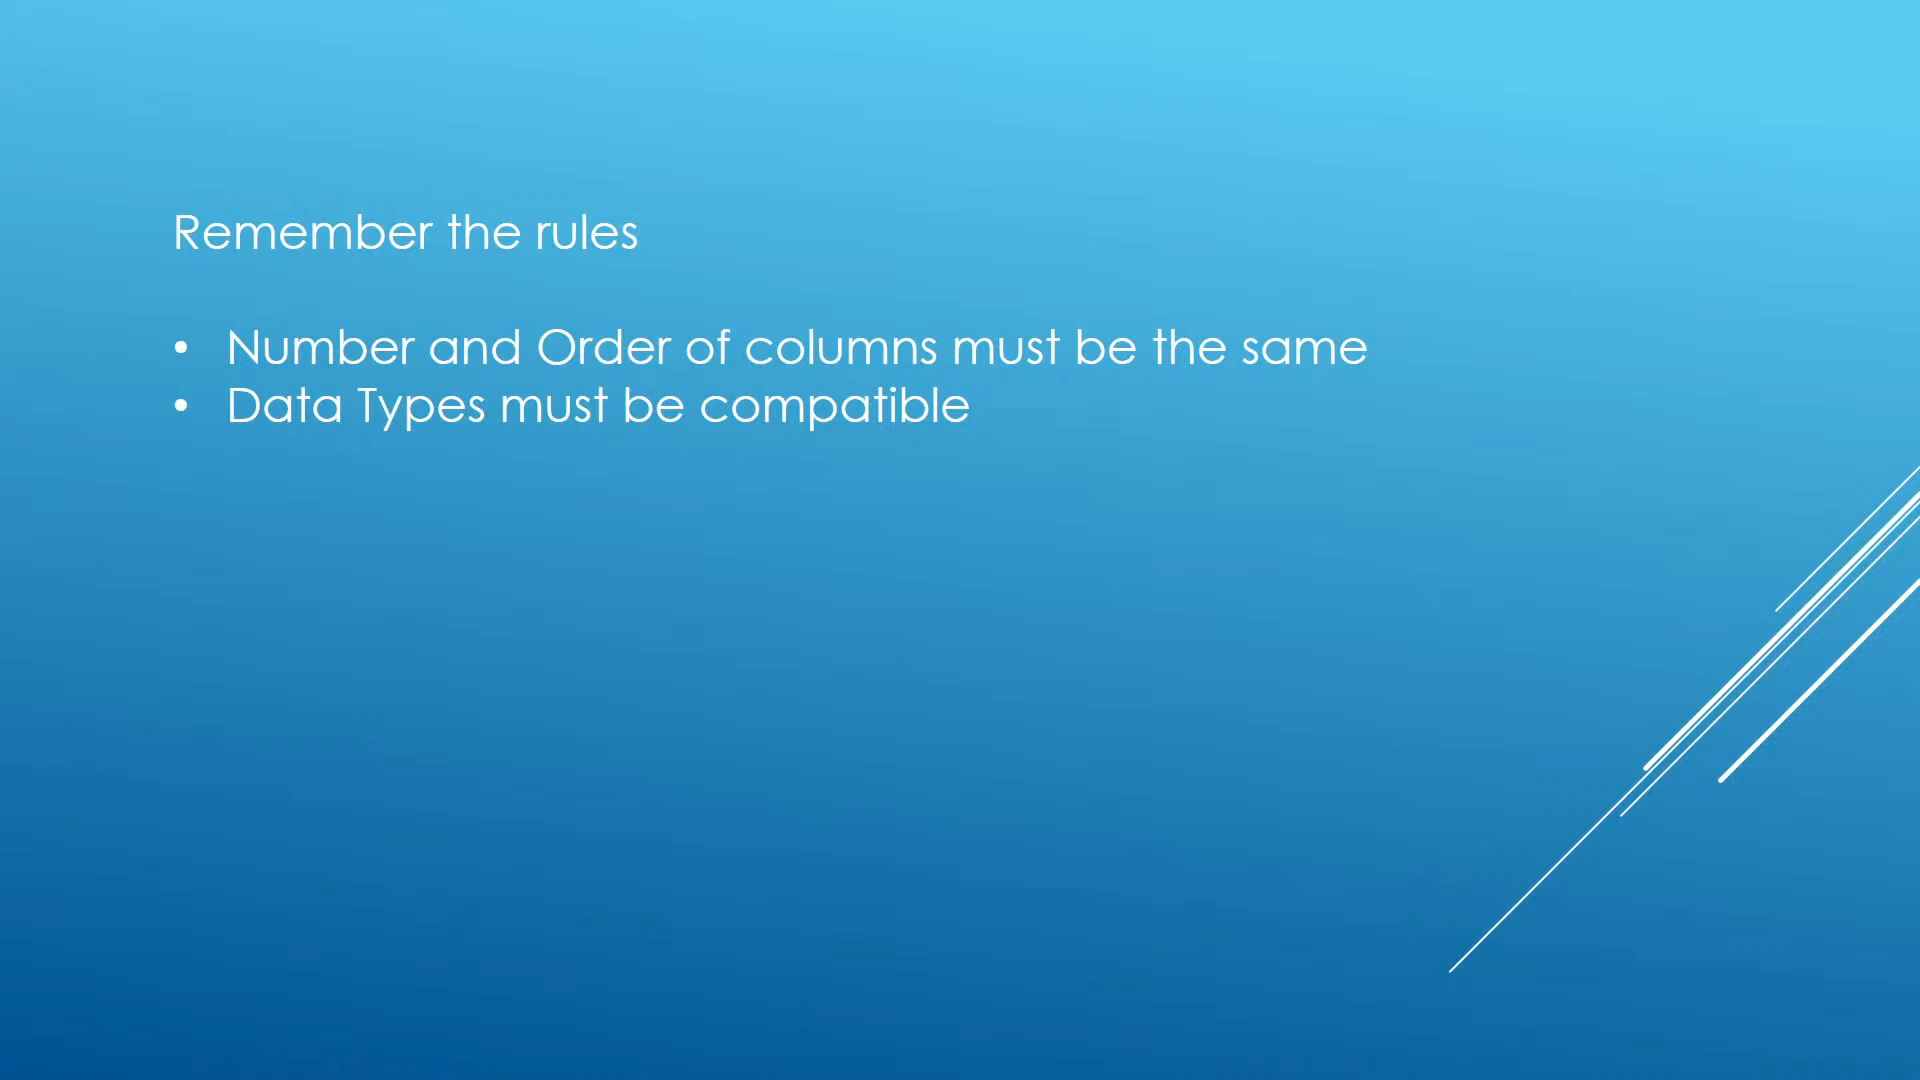 Remember the rules
• Number and Order of columns must be the same
• Data Types must be compatible